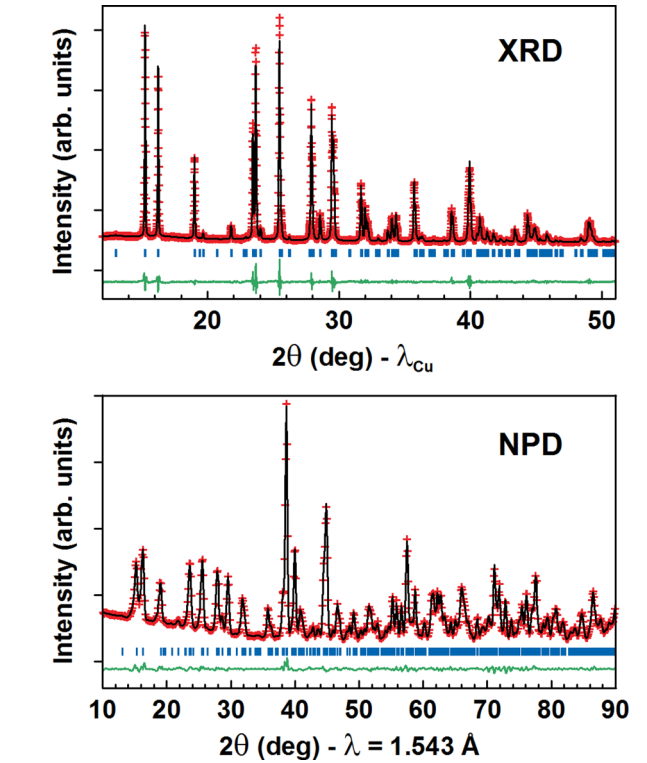 XRD
Intensity (arb. units)
20 30 40 50
2θ (deg) - λCu
NPD
Intensity (arb. units)
10 20 30 40 50 60 70 80 90
2θ (deg) - λ = 1.543 Å